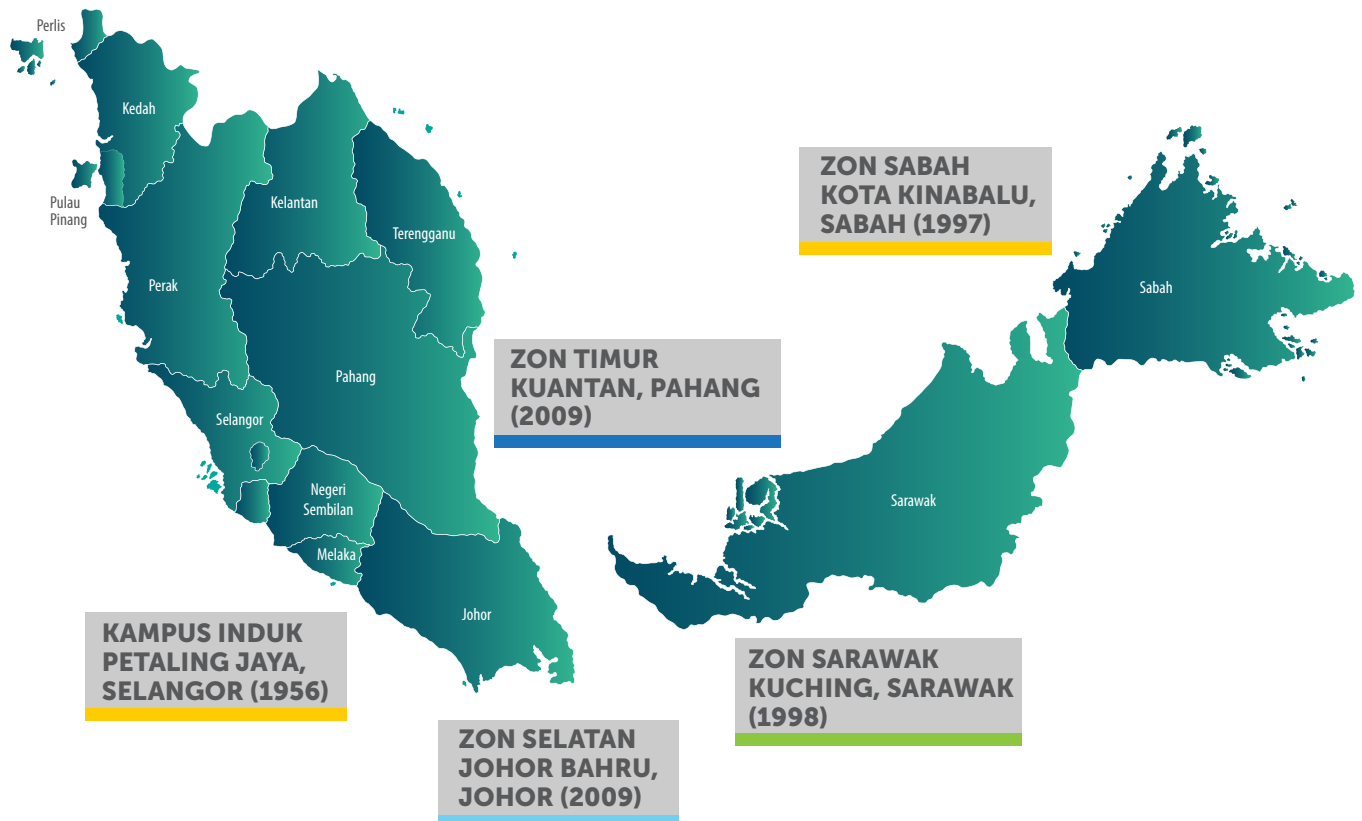 Perlis
Kedah
Pulau
Pinang
Kelantan
Terengganu
Perak
Pahang
Selangor
Negeri
Sembilan
Melaka
Johor
Sabah
Sarawak
ZON SABAH
KOTA KINABALU,
SABAH (1997)
ZON TIMUR
KUANTAN, PAHANG
(2009)
KAMPUS INDUK
PETALING JAYA,
SELANGOR (1956)
ZON SARAWAK
KUCHING, SARAWAK
(1998)
ZON SELATAN
JOHOR BAHRU,
JOHOR (2009)